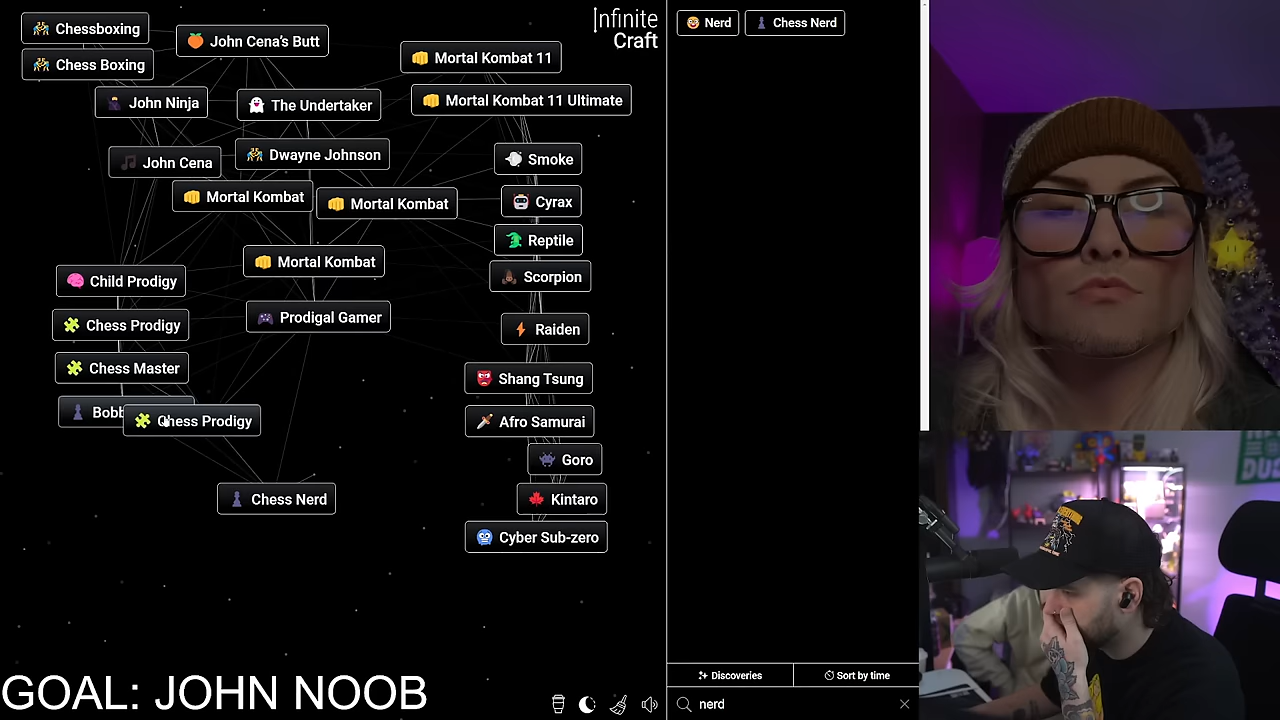 Chessboxing
John Cena's Butt
Infinite
Craft
Chess Boxing
Mortal Kombat 11
John Ninja
The Undertaker
Mortal Kombat 11 Ultimate
John Cena
Dwayne Johnson
Smoke
Mortal Kombat
Mortal Kombat
Cyrax
Reptile
Mortal Kombat
Scorpion
Child Prodigy
Chess Prodigy
Prodigal Gamer
Raiden
Chess Master
Shang Tsung
Bobb
Chess Prodigy
Afro Samurai
Goro
Chess Nerd
Kintaro
Cyber Sub-zero
GOAL: JOHN NOOB
Nerd
Chess Nerd
Discoveries
Sort by time
nerd